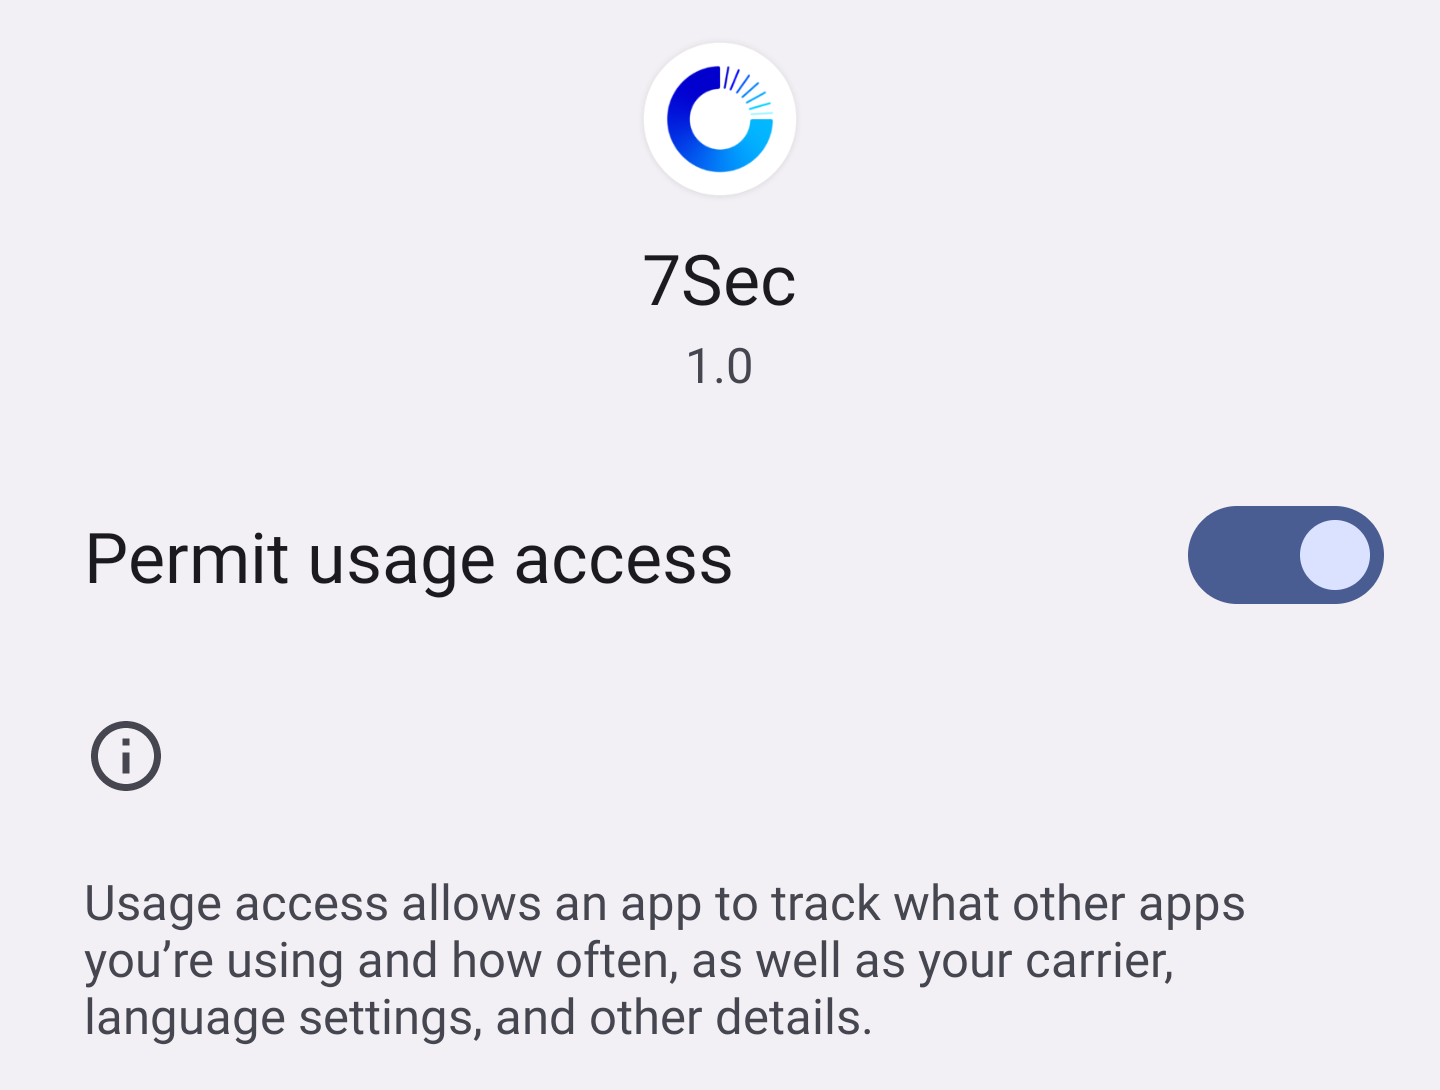 7Sec
1.0
Permit usage access
Usage access allows an app to track what other apps
you’re using and how often, as well as your carrier,
language settings, and other details.